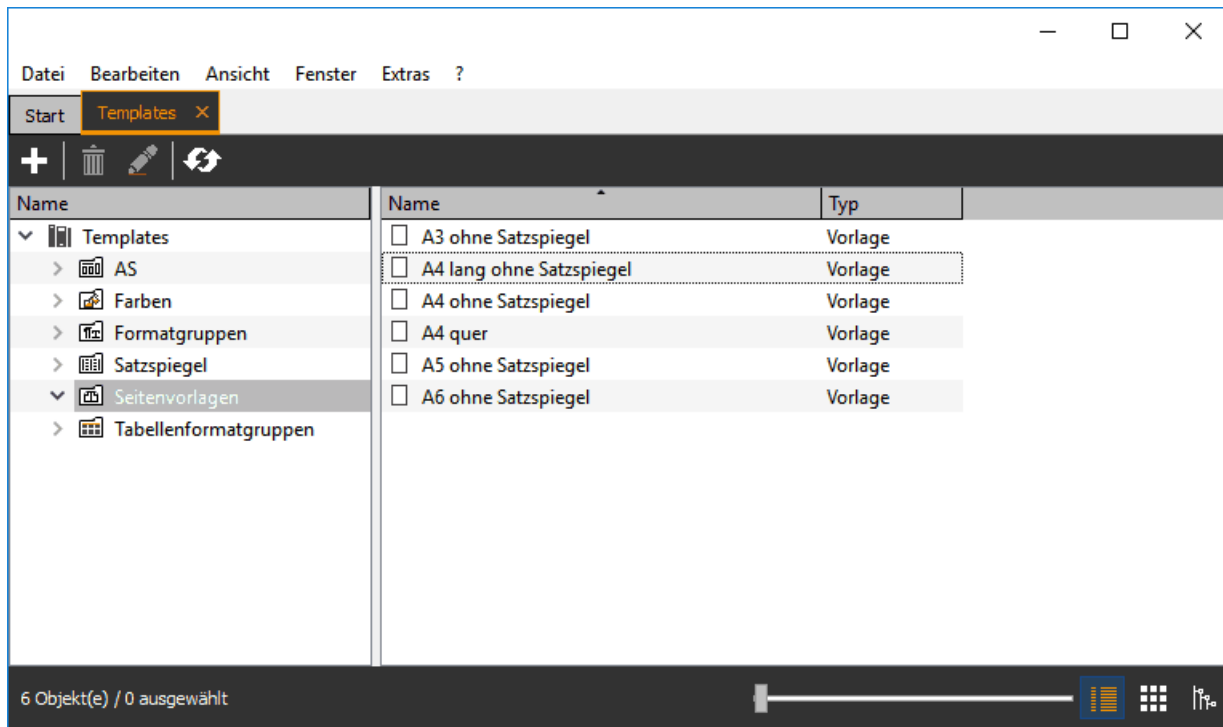 Datei Bearbeiten Ansicht Fenster Extras ?
Start Templates
Name Name Typ
Templates A3 ohne Satzspiegel Vorlage
AS A4 lang ohne Satzspiegel Vorlage
Farben A4 ohne Satzspiegel Vorlage
Formatgruppen A4 quer Vorlage
Satzspiegel A5 ohne Satzspiegel Vorlage
Seitenvorlagen A6 ohne Satzspiegel Vorlage
Tabellenformatgruppen
6 Objekt(e) / 0 ausgewählt